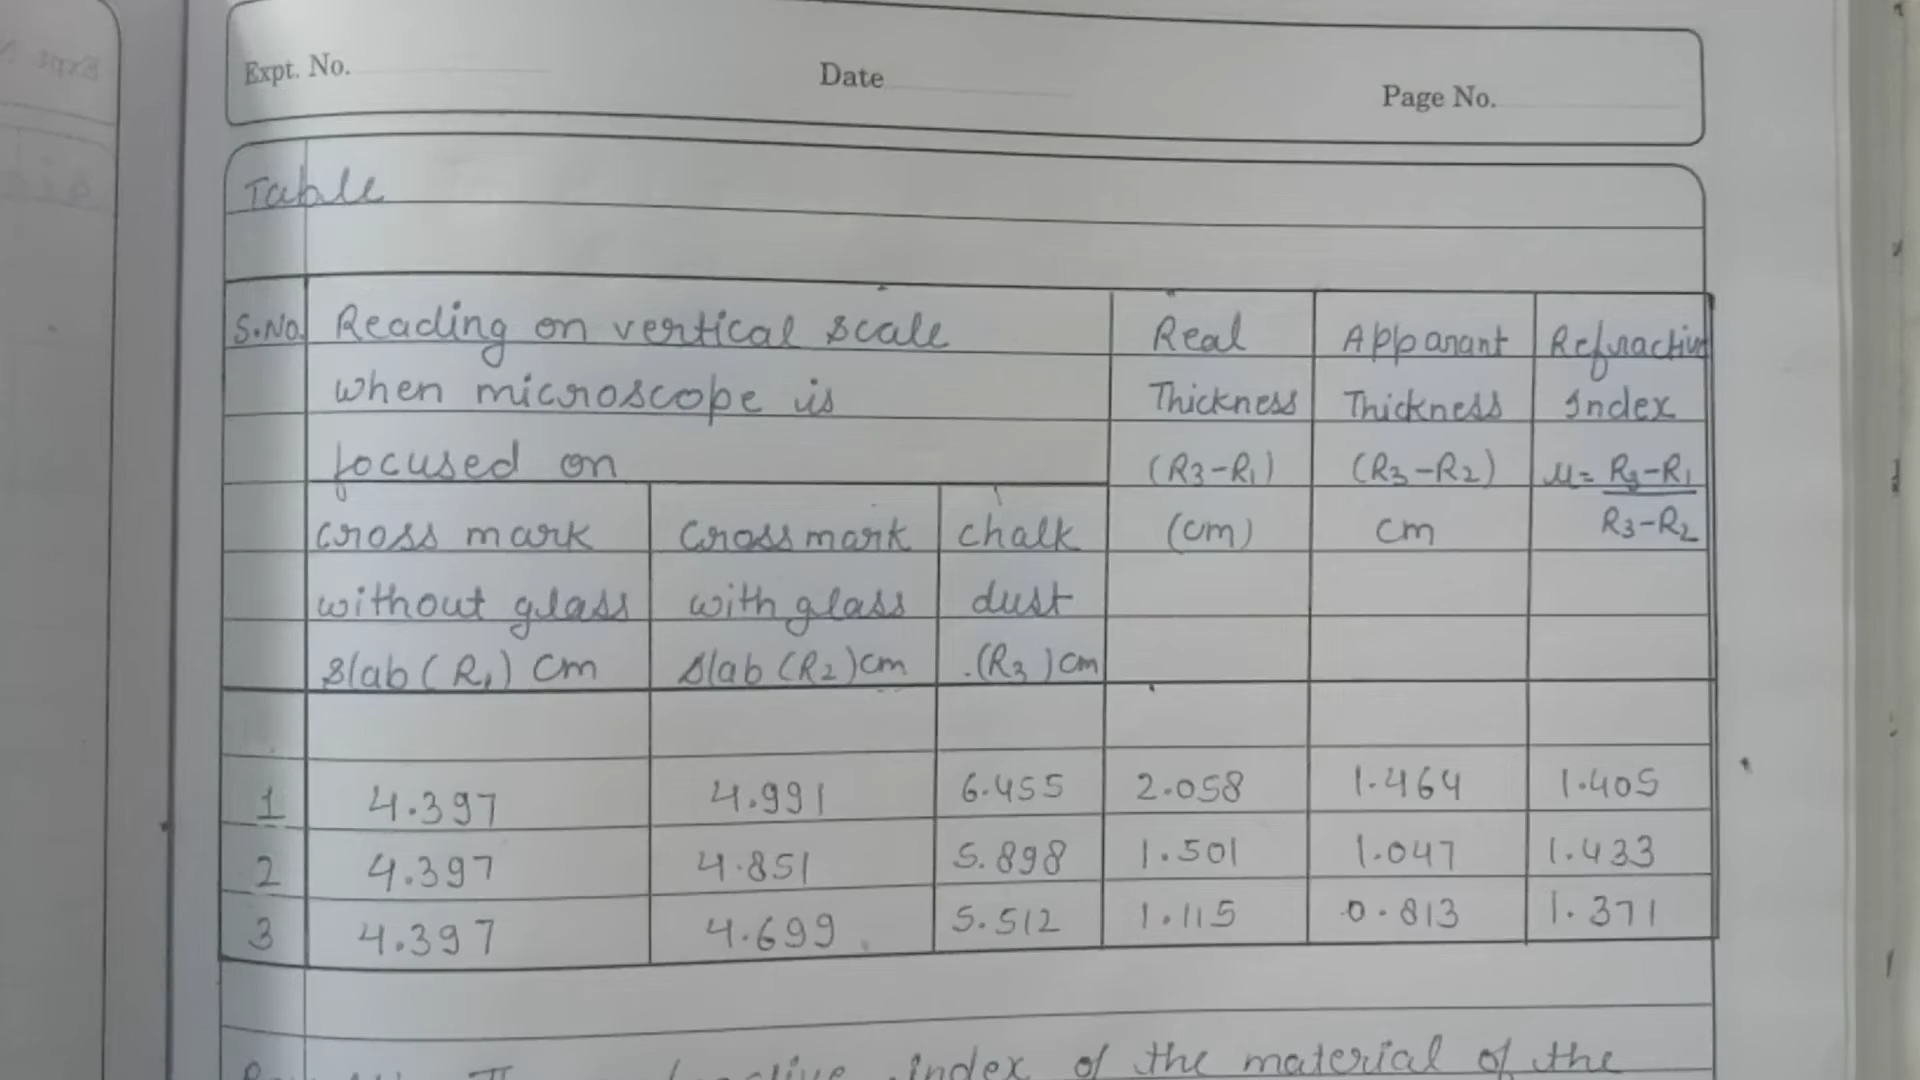 Expt. No.
Date
Page No.
Table
S.No. Reading on vertical scale Real Apparant Refractive
when microscope is Thickness Thickness Index
focused on (R3-R1) (R3-R2) μ= R3-R1
cross mark Cross mark chalk (cm) cm R3-R2
without glass with glass dust
slab (R1) cm slab (R2) cm (R3) cm
1 4.397 4.991 6.455 2.058 1.464 1.405
2 4.397 4.851 5.898 1.501 1.047 1.433
3 4.397 4.699 5.512 1.115 0.813 1.371
index of the material of the